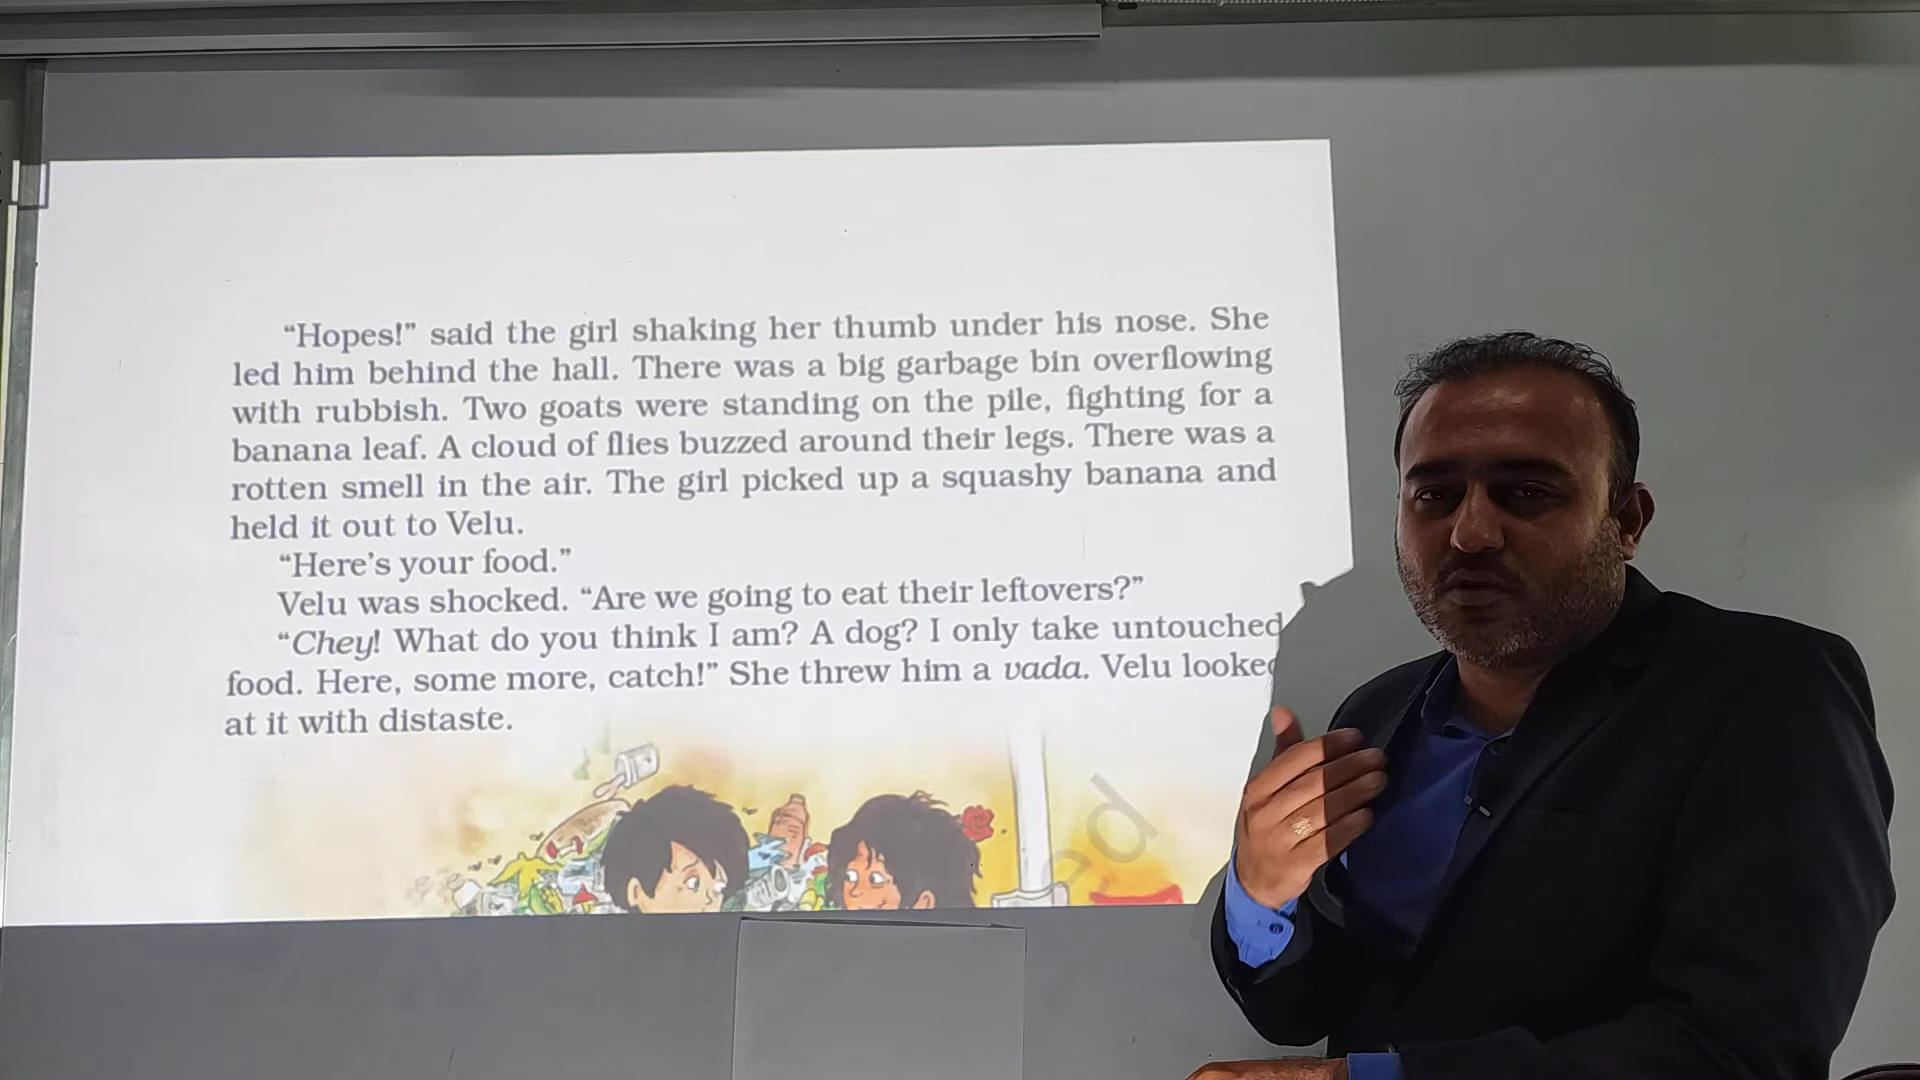 “Hopes!” said the girl shaking her thumb under his nose. She
led him behind the hall. There was a big garbage bin overflowing
with rubbish. Two goats were standing on the pile, fighting for a
banana leaf. A cloud of flies buzzed around their legs. There was a
rotten smell in the air. The girl picked up a squashy banana and
held it out to Velu.
“Here’s your food.”
Velu was shocked. “Are we going to eat their leftovers?”
“Chey! What do you think I am? A dog? I only take untouched
food. Here, some more, catch!” She threw him a vada. Velu looked
at it with distaste.
ed